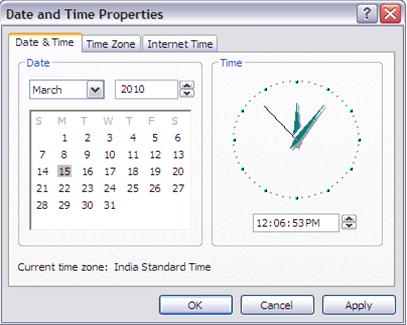 Date and Time Properties
Date & Time Time Zone Internet Time
Date
March 2010
S M T W T F S
1 2 3 4 5 6
7 8 9 10 11 12 13
14 15 16 17 18 19 20
21 22 23 24 25 26 27
28 29 30 31
Time
12:06:53 PM
Current time zone: India Standard Time
OK Cancel Apply